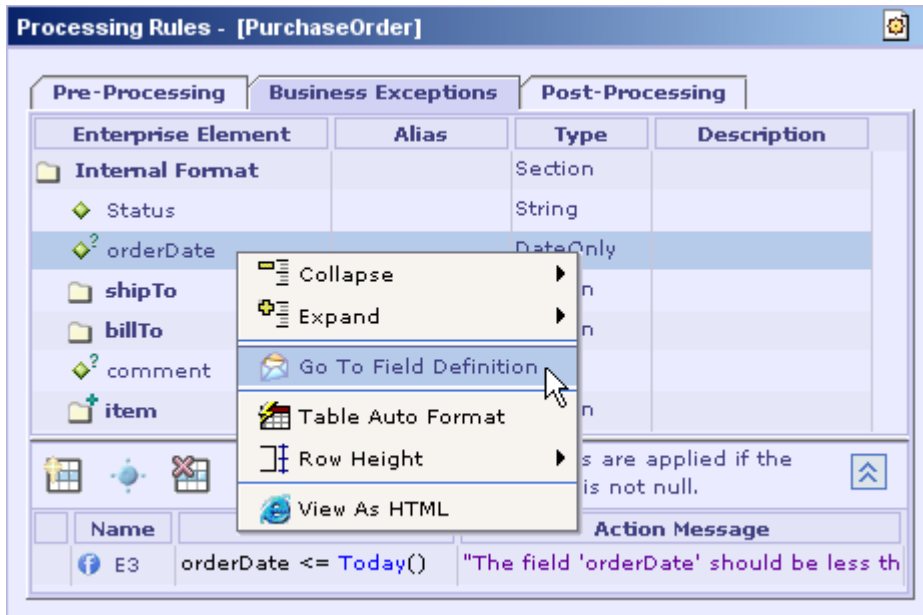 Processing Rules - [PurchaseOrder]
Pre-Processing Business Exceptions Post-Processing
Enterprise Element Alias Type Description
Internal Format Section
Status String
? orderDate DateOnly
shipTo n
billTo n
? comment
item n
Collapse
Expand
Go To Field Definition
Table Auto Format
Row Height
View As HTML
s are applied if the
is not null.
Name Action Message
E3 orderDate <= Today() "The field 'orderDate' should be less th